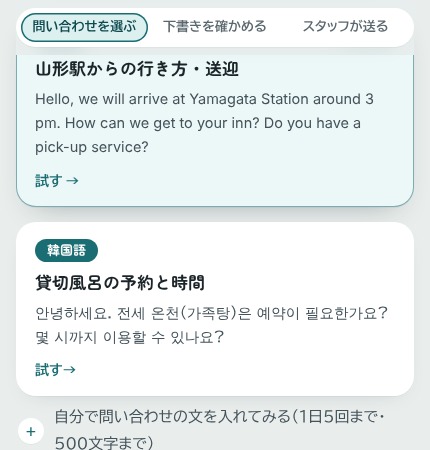 問い合わせを選ぶ 下書きを確かめる スタッフが送る
山形駅からの行き方・送迎
Hello, we will arrive at Yamagata Station around 3
pm. How can we get to your inn? Do you have a
pick-up service?
試す→
韓国語
貸切風呂の予約と時間
안녕하세요. 전세 온천(가족탕)은 예약이 필요한가요?
몇 시까지 이용할 수 있나요?
試す→
+ 自分で問い合わせの文を入れてみる(1日5回まで・
500文字まで)